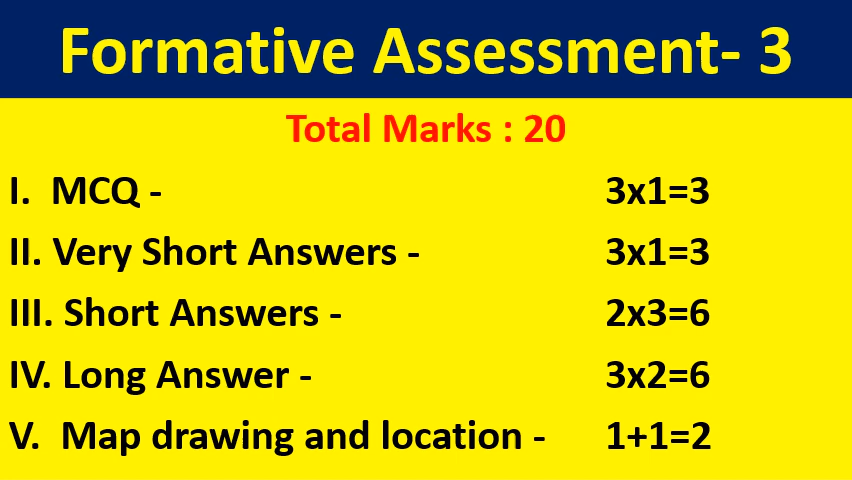 Formative Assessment- 3
Total Marks : 20
I. MCQ - 3x1=3
II. Very Short Answers - 3x1=3
III. Short Answers - 2x3=6
IV. Long Answer - 3x2=6
V. Map drawing and location - 1+1=2